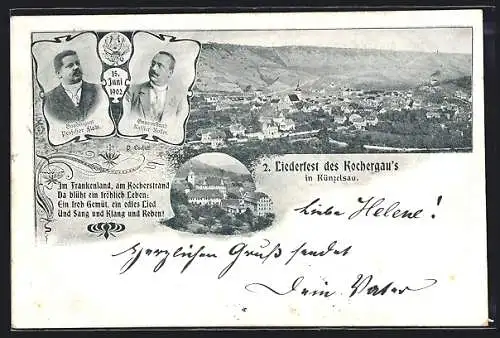 15.
Juni
1902
2. Liederfest des Kochergau's
in Künzelsau.
Im Frankenland, am Kocherstrand
Da blüht ein fröhlich Leben:
Ein froh Gemüt, ein edles Lied
Und Sang und Klang und Reben!
Liebe Helene!
Herzlichen Gruß sendet
Dein Vater